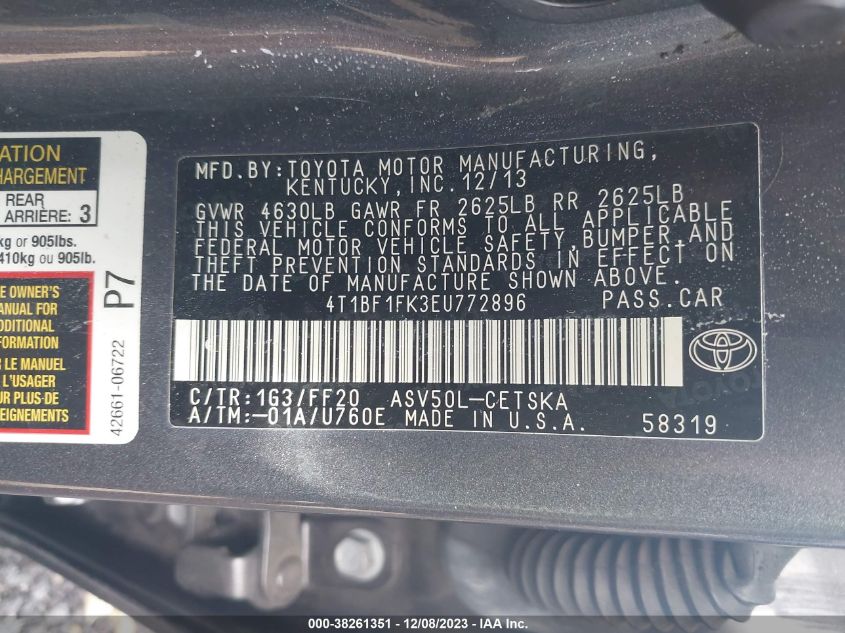 ATION
HARGEMENT
REAR
ARRIÈRE: 3
kg or 905lbs.
410kg ou 905lb.
E OWNER'S
ANUAL FOR
DDITIONAL
FORMATION
R LE MANUEL
L'USAGER
UR PLUS DE
EIGNEMENTS
P7
42661-06722
MFD.BY:TOYOTA MOTOR MANUFACTURING,
KENTUCKY,INC.12/13
GVWR 4630LB GAWR FR 2625LB RR 2625LB
THIS VEHICLE CONFORMS TO ALL APPLICABLE
FEDERAL MOTOR VEHICLE SAFETY,BUMPER,AND
THEFT PREVENTION STANDARDS IN EFFECT ON
THE DATE OF MANUFACTURE SHOWN ABOVE.
4T1BF1FK3EU772896 PASS.CAR
C/TR:1G3/FF20 ASV50L-CETSKA
A/TM:-01A/U760E MADE IN U.S.A. 58319
000-38261351 - 12/08/2023 - IAA Inc.